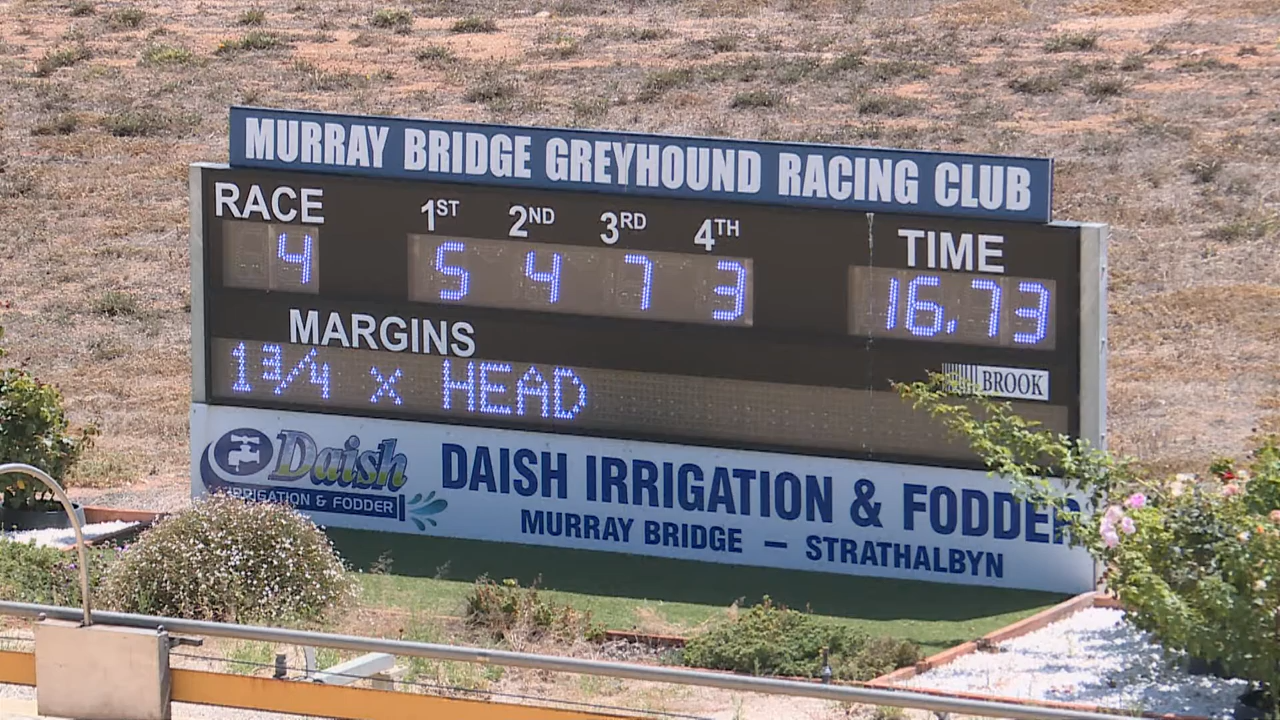 MURRAY BRIDGE GREYHOUND RACING CLUB
RACE 1ST 2ND 3RD 4TH TIME
4 5 4 7 3 16.73
MARGINS
1 3/4 x HEAD
BROOK
Daish
IRRIGATION & FODDER
DAISH IRRIGATION & FODDER
MURRAY BRIDGE – STRATHALBYN